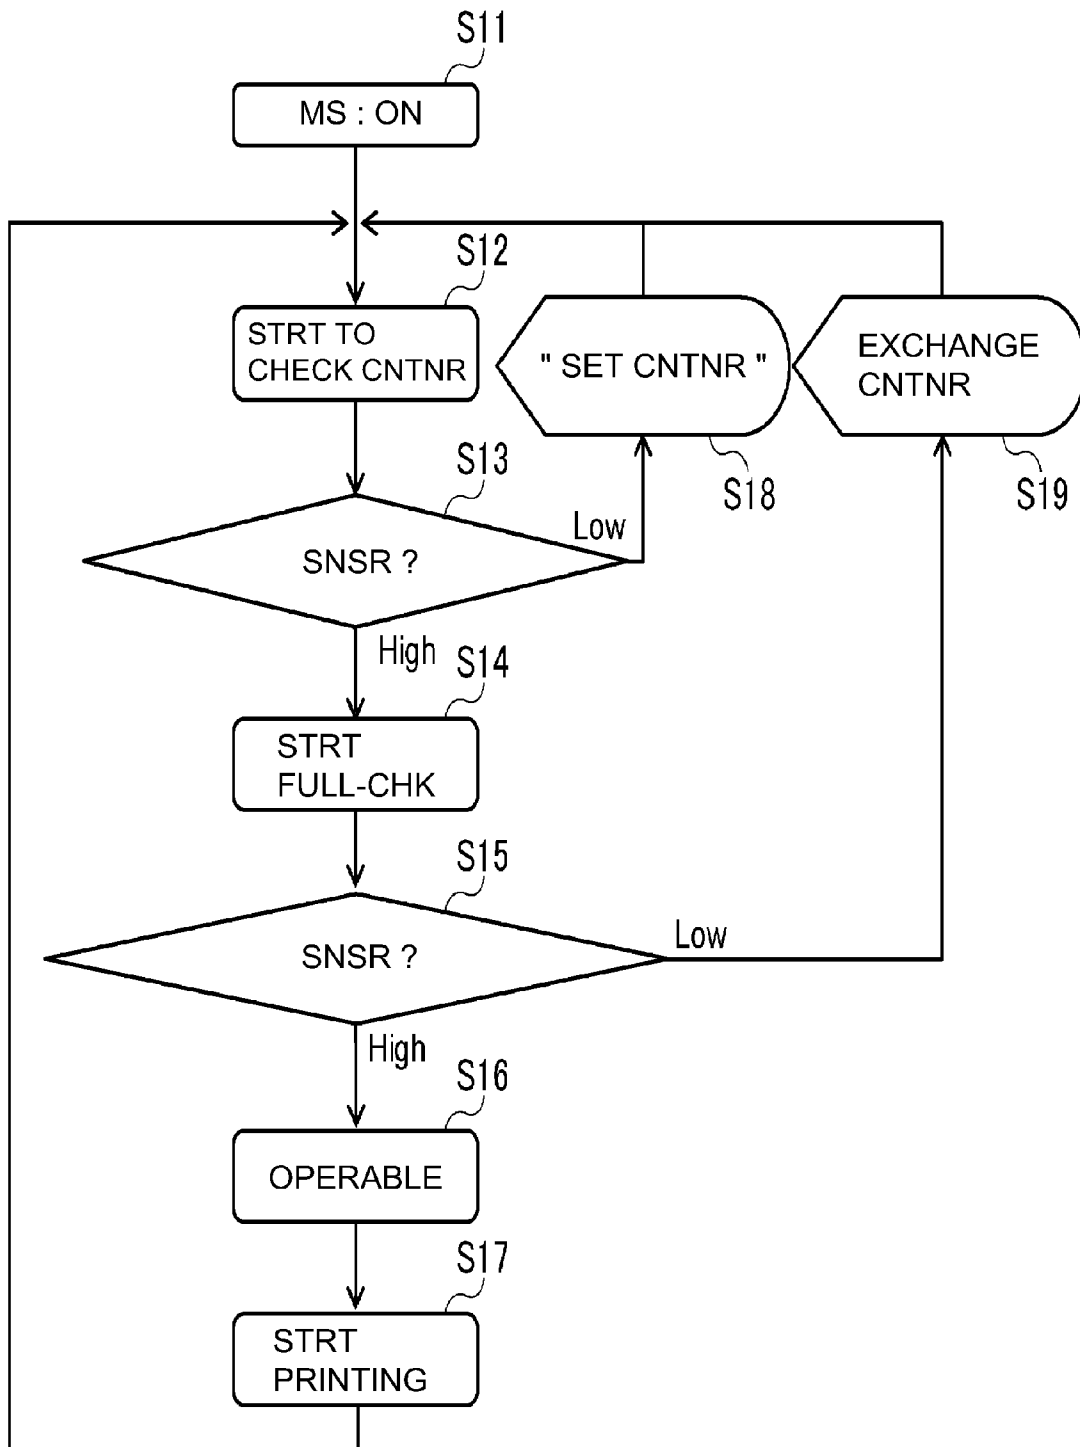 S11
MS : ON
S12
STRT TO
CHECK CNTNR
" SET CNTNR "
EXCHANGE
CNTNR
S13
S18
S19
Low
SNSR ?
High
S14
STRT
FULL-CHK
S15
Low
SNSR ?
High
S16
OPERABLE
S17
STRT
PRINTING